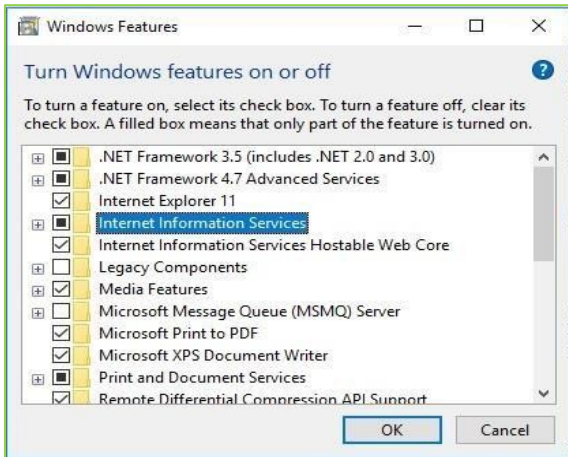 Windows Features
Turn Windows features on or off
?
To turn a feature on, select its check box. To turn a feature off, clear its
check box. A filled box means that only part of the feature is turned on.
.NET Framework 3.5 (includes .NET 2.0 and 3.0)
.NET Framework 4.7 Advanced Services
Internet Explorer 11
Internet Information Services
Internet Information Services Hostable Web Core
Legacy Components
Media Features
Microsoft Message Queue (MSMQ) Server
Microsoft Print to PDF
Microsoft XPS Document Writer
Print and Document Services
Remote Differential Compression API Support
OK Cancel